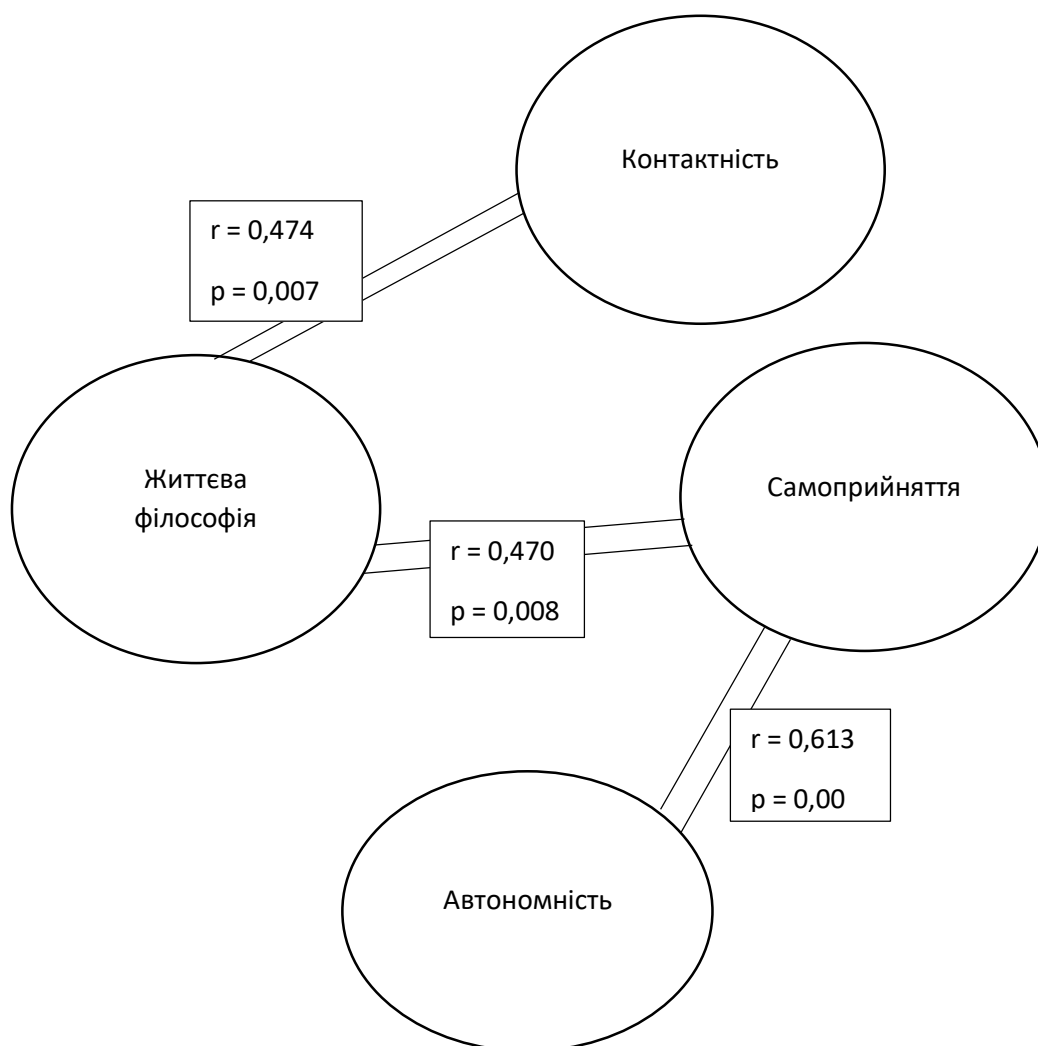 Контактність
r = 0,474
p = 0,007
Життєва
філософія
Самоприйняття
r = 0,470
p = 0,008
r = 0,613
p = 0,00
Автономність